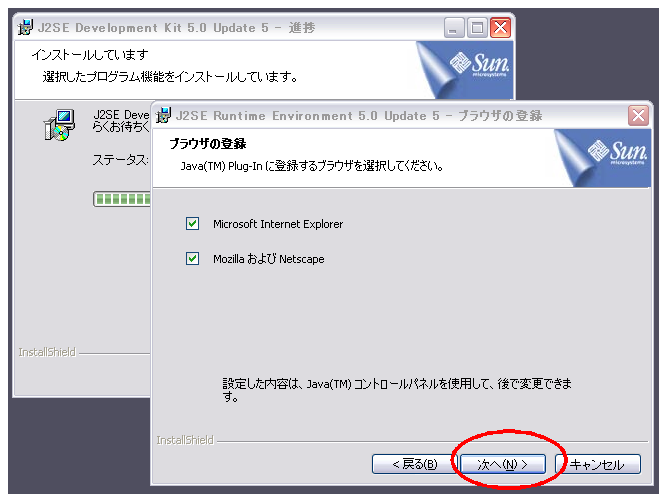 J2SE Development Kit 5.0 Update 5 - 進捗
インストールしています
選択したプログラム機能をインストールしています。
Sun
microsystems
J2SE Deve
らくお待ちく
ステータス:
InstallShield
J2SE Runtime Environment 5.0 Update 5 - ブラウザの登録
ブラウザの登録
Java(TM) Plug-In に登録するブラウザを選択してください。
Sun
microsystems
Microsoft Internet Explorer
Mozilla および Netscape
設定した内容は、Java(TM) コントロールパネルを使用して、後で変更できま
す。
InstallShield
< 戻る(B)
次へ(N) >
キャンセル